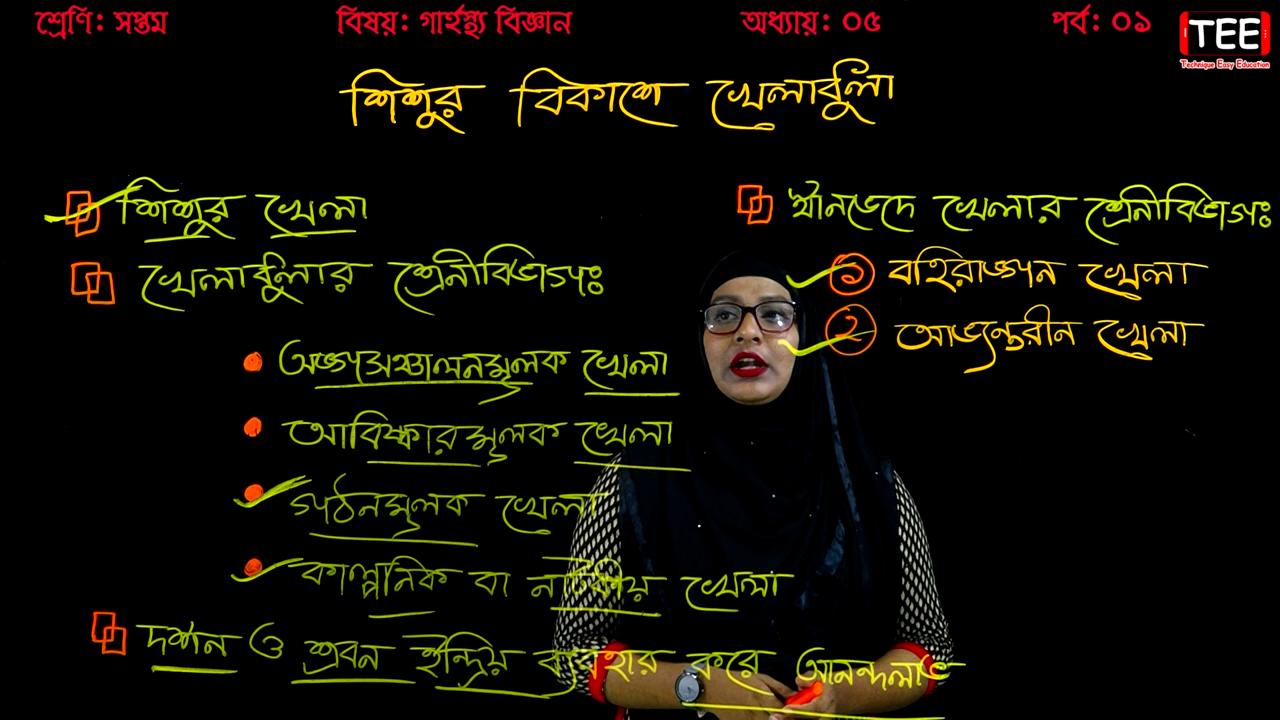 শ্রেণি: সপ্তম বিষয়: গার্হস্থ্য বিজ্ঞান অধ্যায়: ০৫ পর্ব: ০১
TEE
Technique Easy Education
শিশুর বিকাশে খেলাধুলা
শিশুর খেলা
খেলাধুলার শ্রেনীবিভাগঃ
অঙ্গসঞ্চালনমূলক খেলা
আবিষ্কারমূলক খেলা
গঠনমূলক খেলা
কাল্পনিক বা নাটকীয় খেলা
দর্শন ও শ্রবন ইন্দ্রিয় ব্যবহার করে আনন্দলাভ
স্থানভেদে খেলার শ্রেনীবিভাগঃ
১ বহিরাঙ্গন খেলা
২ আভ্যন্তরীন খেলা